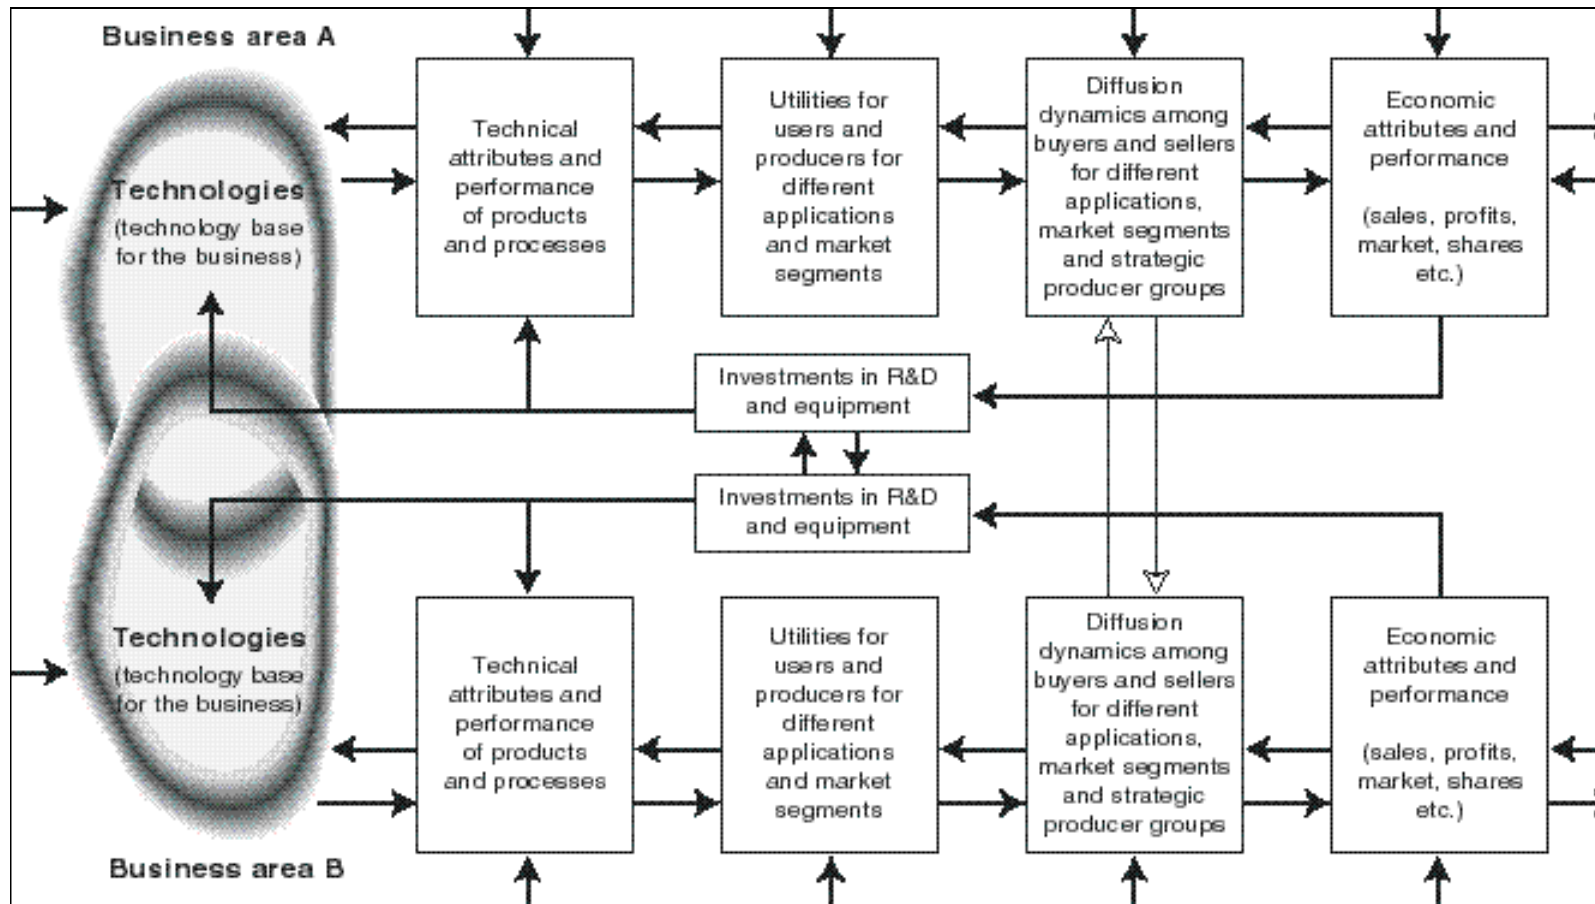 Business area A
Technologies
(technology base
for the business)
Technical
attributes and
performance
of products
and processes
Utilities for
users and
producers for
different
applications
and market
segments
Diffusion
dynamics among
buyers and sellers
for different
applications,
market segments
and strategic
producer groups
Economic
attributes and
performance
(sales, profits,
market, shares
etc.)
Investments in R&D
and equipment
Investments in R&D
and equipment
Technologies
(technology base
for the business)
Technical
attributes and
performance
of products
and processes
Utilities for
users and
producers for
different
applications
and market
segments
Diffusion
dynamics among
buyers and sellers
for different
applications,
market segments
and strategic
producer groups
Economic
attributes and
performance
(sales, profits,
market, shares
etc.)
Business area B